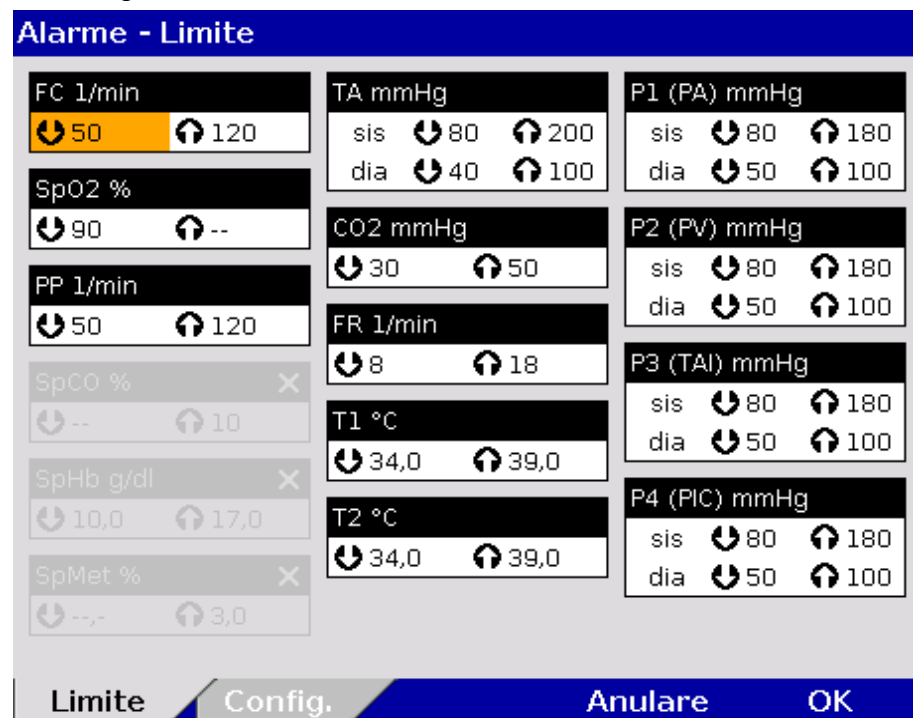 Alarme - Limite
FC 1/min
50 120
SpO2 %
90 --
PP 1/min
50 120
SpCO %
-- 10
SpHb g/dl
10,0 17,0
SpMet %
--,- 3,0
TA mmHg
sis 80 200
dia 40 100
CO2 mmHg
30 50
FR 1/min
8 18
T1 °C
34,0 39,0
T2 °C
34,0 39,0
P1 (PA) mmHg
sis 80 180
dia 50 100
P2 (PV) mmHg
sis 80 180
dia 50 100
P3 (TAI) mmHg
sis 80 180
dia 50 100
P4 (PIC) mmHg
sis 80 180
dia 50 100
Limite Config. Anulare OK